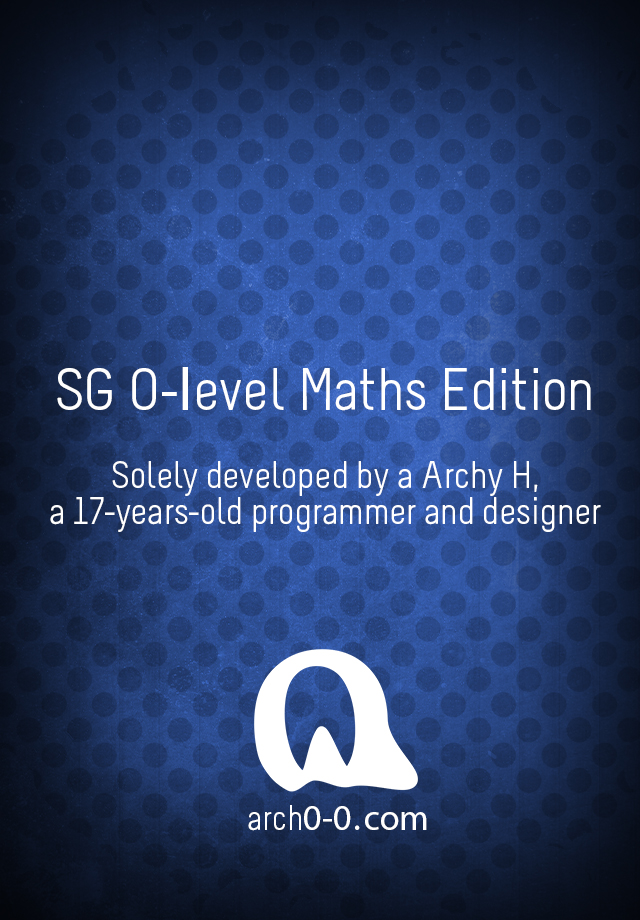 SG O-level Maths Edition
Solely developed by a Archy H,
a 17-years-old programmer and designer
arch0-0.com